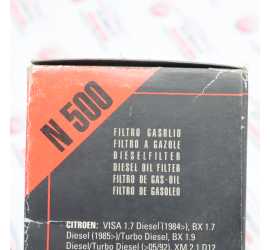 N 500
FILTRO GASOLIO
FILTRO A GAZOLE
DIESELFILTER
DIESEL OIL FILTER
FILTRO DE GAS-OIL
FILTRO DE GASOLEO
CITROEN: VISA 1.7 Diesel (1984>), BX 1.7
Diesel (1985>)/Turbo Diesel, BX 1.9
Diesel/Turbo Diesel (>05/92), XM 2.1 D12